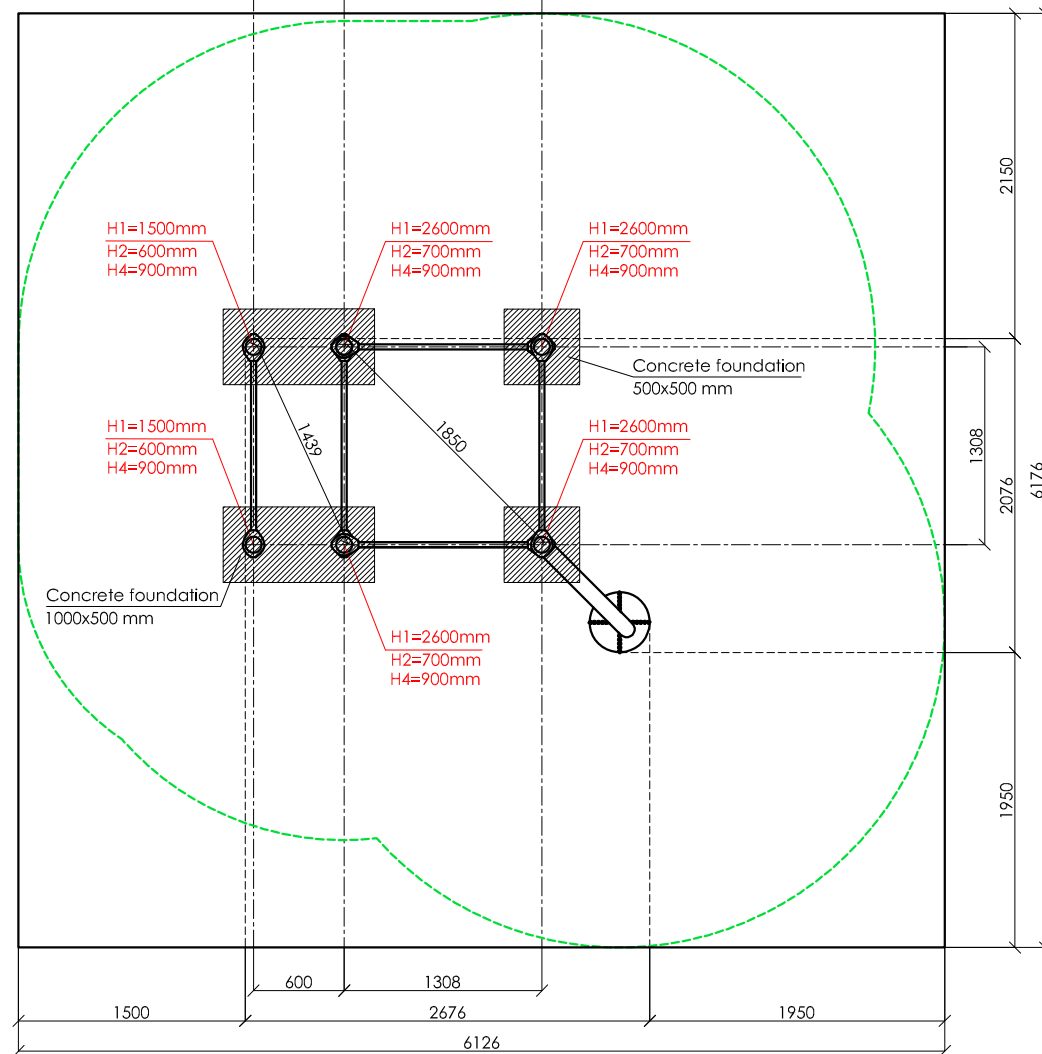 2150
H1=1500mm
H2=600mm
H4=900mm
H1=2600mm
H2=700mm
H4=900mm
H1=2600mm
H2=700mm
H4=900mm
Concrete foundation
500x500 mm
H1=1500mm
H2=600mm
H4=900mm
1439
1850
H1=2600mm
H2=700mm
H4=900mm
1308
2076
6176
Concrete foundation
1000x500 mm
H1=2600mm
H2=700mm
H4=900mm
1950
600
1308
1500
2676
1950
6126